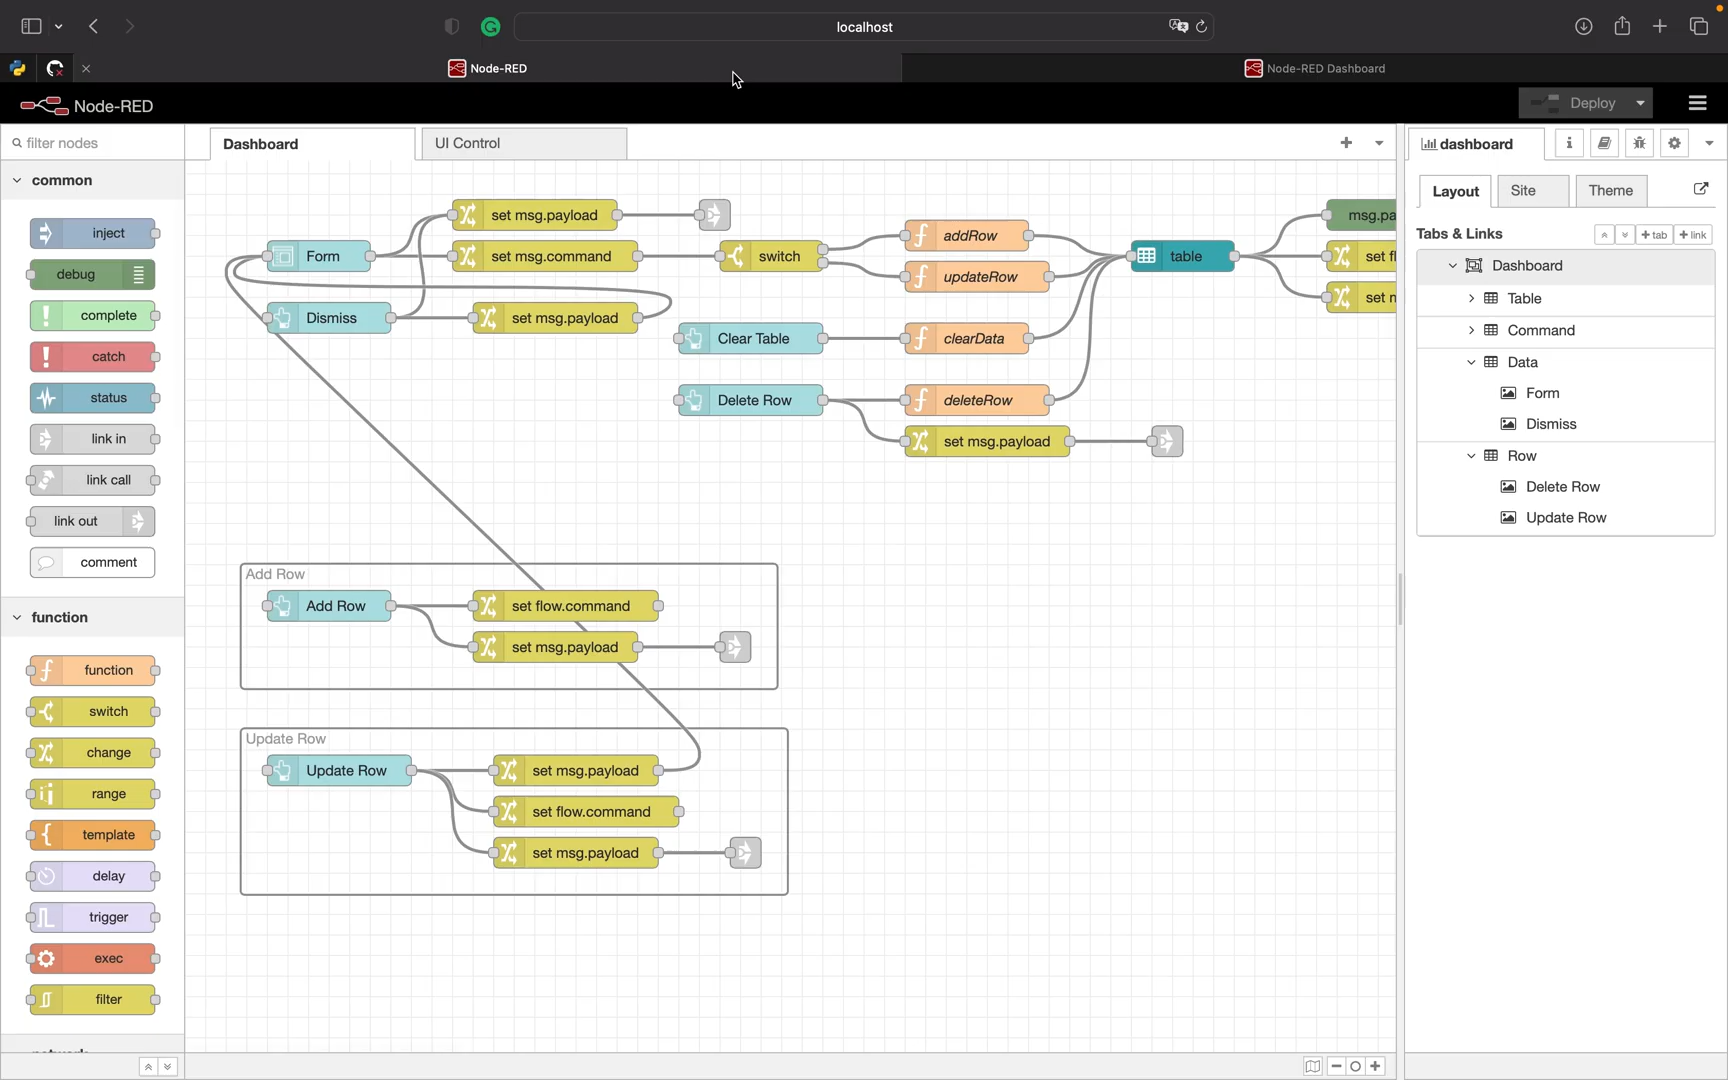 localhost
Node-RED
Node-RED Dashboard
Node-RED
Deploy
filter nodes
Dashboard
UI Control
dashboard
common
inject
debug
complete
catch
status
link in
link call
link out
comment
function
function
switch
change
range
template
delay
trigger
exec
filter
set msg.payload
Form
set msg.command
switch
addRow
updateRow
table
msg.pa
set fl
Dismiss
set msg.payload
Clear Table
clearData
Delete Row
deleteRow
set msg.payload
Add Row
Add Row
set flow.command
set msg.payload
Update Row
Update Row
set msg.payload
set flow.command
set msg.payload
Layout
Site
Theme
Tabs & Links
+ tab
+ link
Dashboard
Table
Command
Data
Form
Dismiss
Row
Delete Row
Update Row